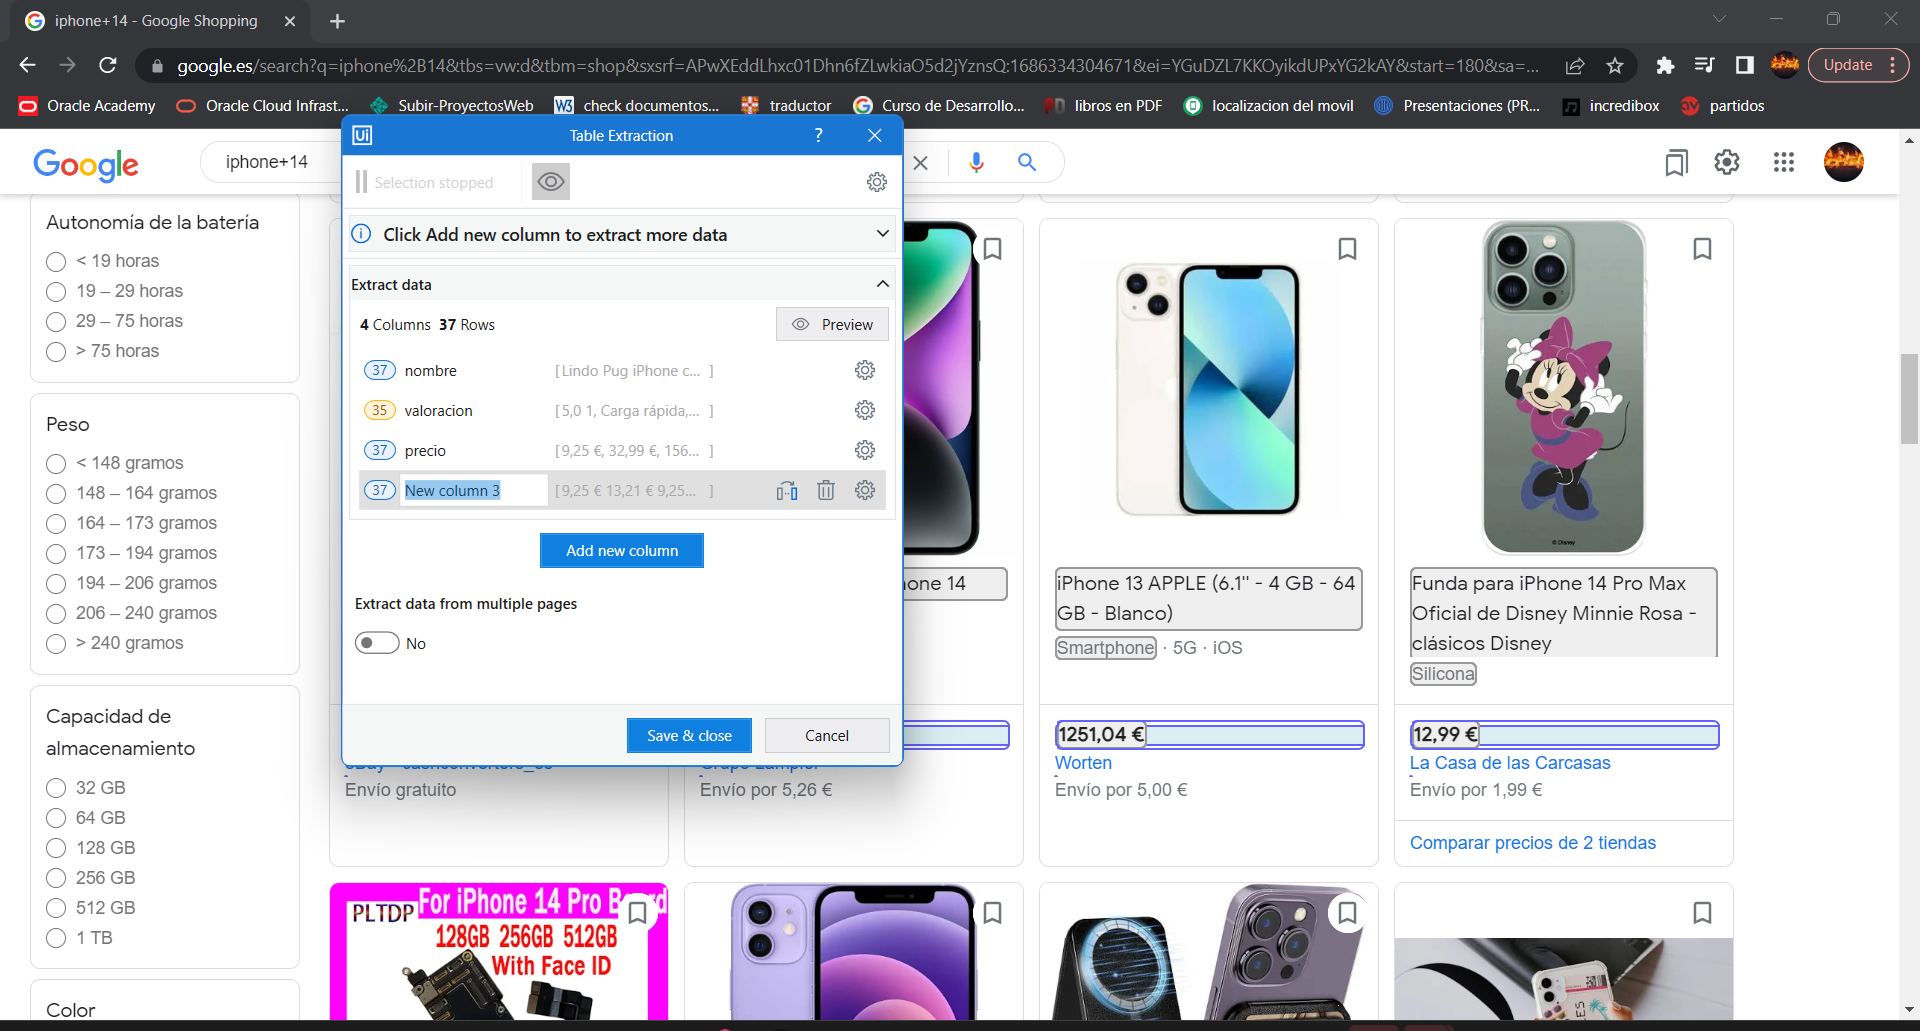 iphone+14 - Google Shopping
google.es/search?q=iphone%2B14&tbs=vw:d&tbm=shop&sxsrf=APwXEddLhxc01Dhn6fZLwkiaO5d2jYznsQ:1686334304671&ei=YGuDZL7KKOyikdUPxYG2kAY&start=180&sa=...
Update
Oracle Academy
Oracle Cloud Infrast...
Subir-ProyectosWeb
W3 check documentos...
traductor
Curso de Desarrollo...
libros en PDF
localizacion del movil
Presentaciones (PR...
incredibox
partidos
Ui Table Extraction ?
Google
iphone+14
Selection stopped
Click Add new column to extract more data
Extract data
4 Columns 37 Rows
Preview
37 nombre [ Lindo Pug iPhone c... ]
35 valoracion [ 5,0 1, Carga rápida,... ]
37 precio [ 9,25 €, 32,99 €, 156... ]
37 New column 3 [ 9,25 € 13,21 € 9,25... ]
Add new column
Extract data from multiple pages
No
Save & close
Cancel
Autonomía de la batería
< 19 horas
19 – 29 horas
29 – 75 horas
> 75 horas
Peso
< 148 gramos
148 – 164 gramos
164 – 173 gramos
173 – 194 gramos
194 – 206 gramos
206 – 240 gramos
> 240 gramos
Capacidad de
almacenamiento
32 GB
64 GB
128 GB
256 GB
512 GB
1 TB
Color
Envío gratuito
one 14
Envío por 5,26 €
iPhone 13 APPLE (6.1" - 4 GB - 64
GB - Blanco)
Smartphone · 5G · iOS
1251,04 €
Worten
Envío por 5,00 €
© Disney
Funda para iPhone 14 Pro Max
Oficial de Disney Minnie Rosa -
clásicos Disney
Silicona
12,99 €
La Casa de las Carcasas
Envío por 1,99 €
Comparar precios de 2 tiendas
PLTDP For iPhone 14 Pro Board
128GB 256GB 512GB
With Face ID